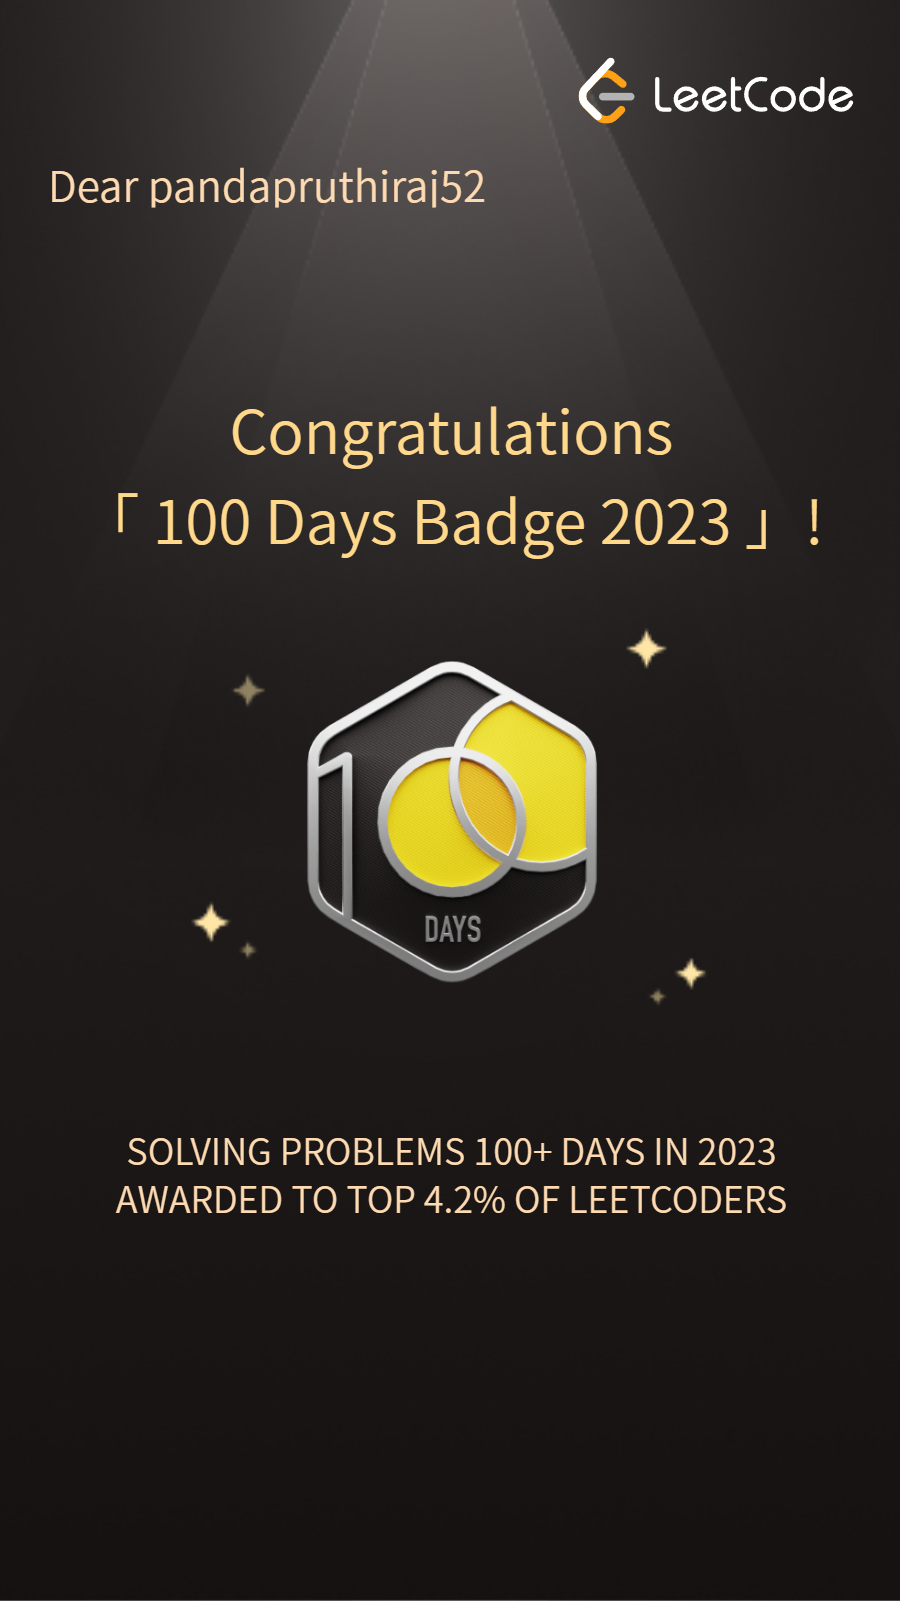 LeetCode
Dear pandapruthiraj52
Congratulations
「 100 Days Badge 2023 」!
100
DAYS
SOLVING PROBLEMS 100+ DAYS IN 2023
AWARDED TO TOP 4.2% OF LEETCODERS